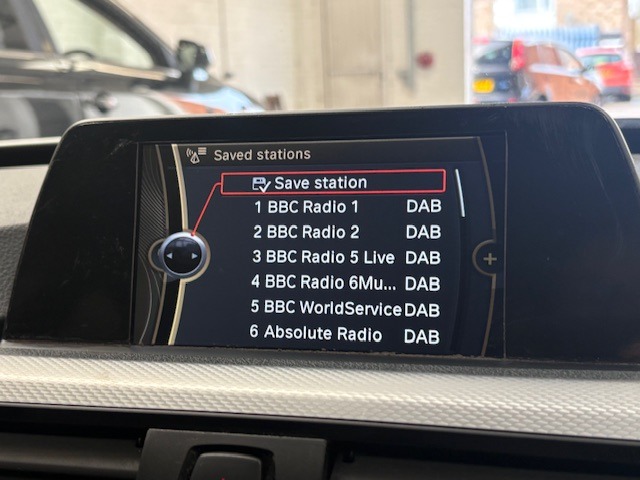 Saved stations
Save station
1 BBC Radio 1 DAB
2 BBC Radio 2 DAB
3 BBC Radio 5 Live DAB
4 BBC Radio 6Mu... DAB
5 BBC WorldService DAB
6 Absolute Radio DAB